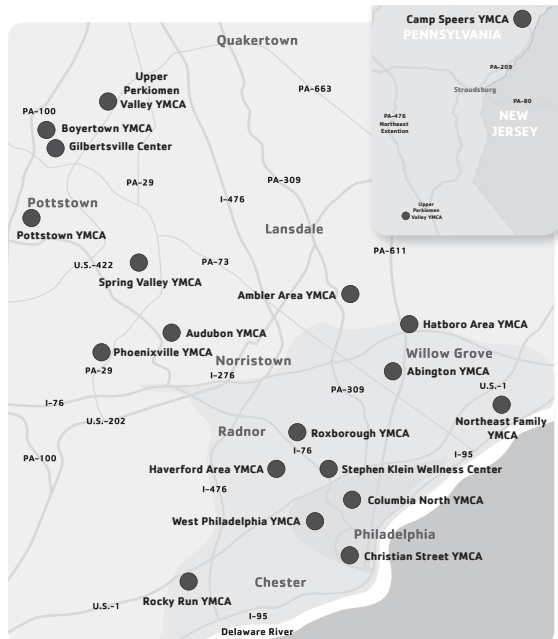 Camp Speers YMCA
PENNSYLVANIA
PA-209
Stroudsburg
PA-80
NEW
JERSEY
PA-476
Northeast
Extention
Upper
Perkiomen
Valley YMCA
Quakertown
Upper
Perkiomen
Valley YMCA
PA-663
PA-100
Boyertown YMCA
Gilbertsville Center
PA-29
PA-309
I-476
Pottstown
Pottstown YMCA
Lansdale
PA-611
U.S.-422
PA-73
Spring Valley YMCA
Ambler Area YMCA
Hatboro Area YMCA
Audubon YMCA
Phoenixville YMCA
PA-29
Norristown
I-276
Willow Grove
Abington YMCA
U.S.-1
PA-309
I-76
U.S.-202
Northeast Family
YMCA
Radnor
Roxborough YMCA
I-76
I-95
PA-100
Haverford Area YMCA
Stephen Klein Wellness Center
I-476
Columbia North YMCA
West Philadelphia YMCA
Philadelphia
Christian Street YMCA
Chester
Rocky Run YMCA
U.S.-1
I-95
Delaware River